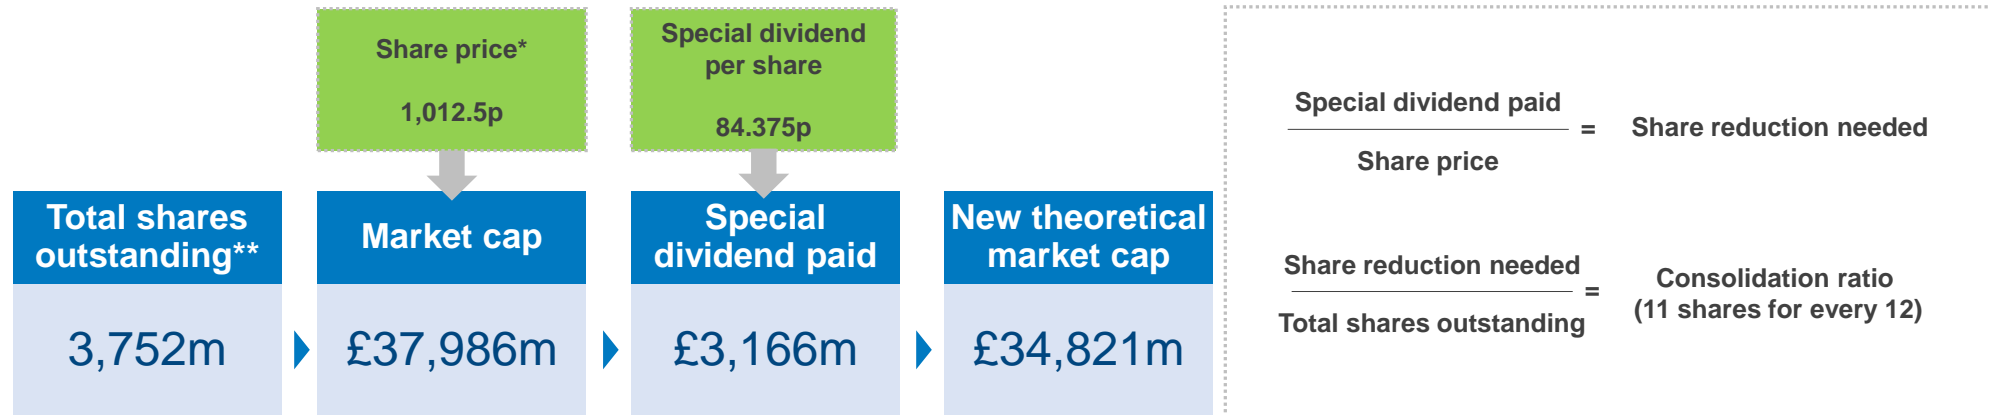 Share price*
1,012.5p
Special dividend
per share
84.375p
Total shares
outstanding**
3,752m
Market cap
£37,986m
Special
dividend paid
£3,166m
New theoretical
market cap
£34,821m
Special dividend paid
Share price
=
Share reduction needed
Share reduction needed
Total shares outstanding
=
Consolidation ratio
(11 shares for every 12)